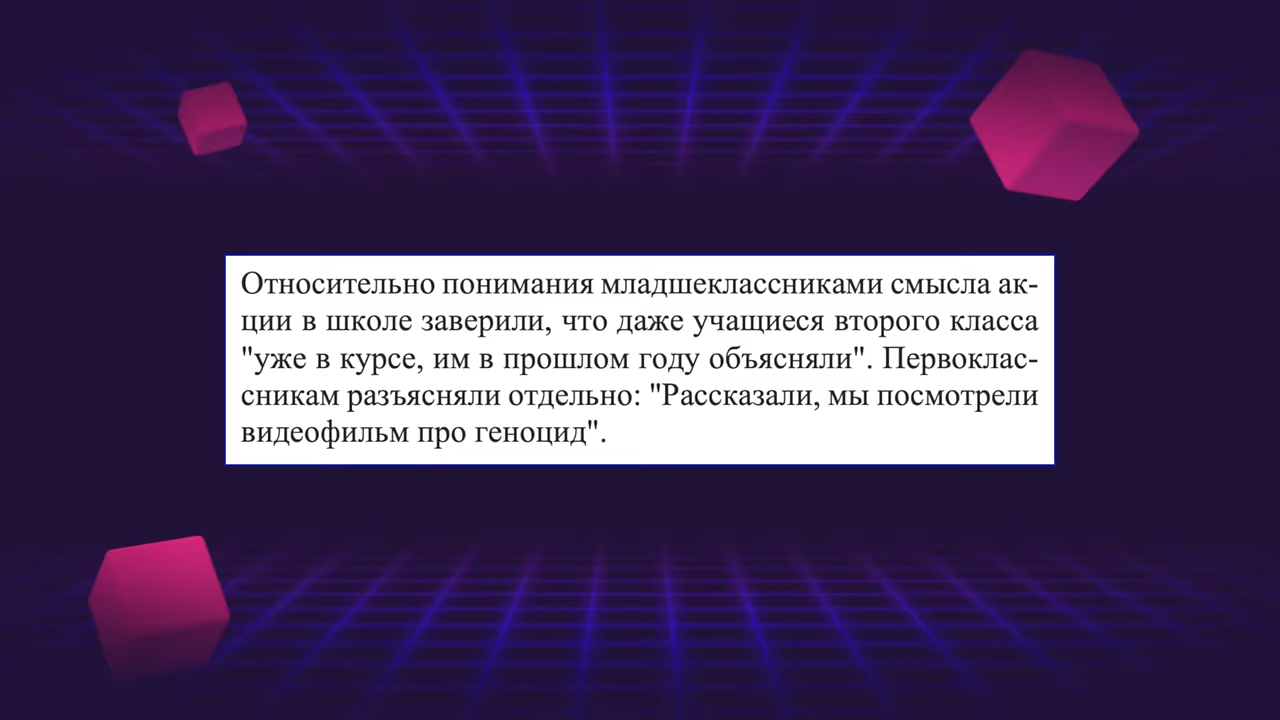 Относительно понимания младшеклассниками смысла ак-
ции в школе заверили, что даже учащиеся второго класса
"уже в курсе, им в прошлом году объясняли". Первоклас-
сникам разъясняли отдельно: "Рассказали, мы посмотрели
видеофильм про геноцид".